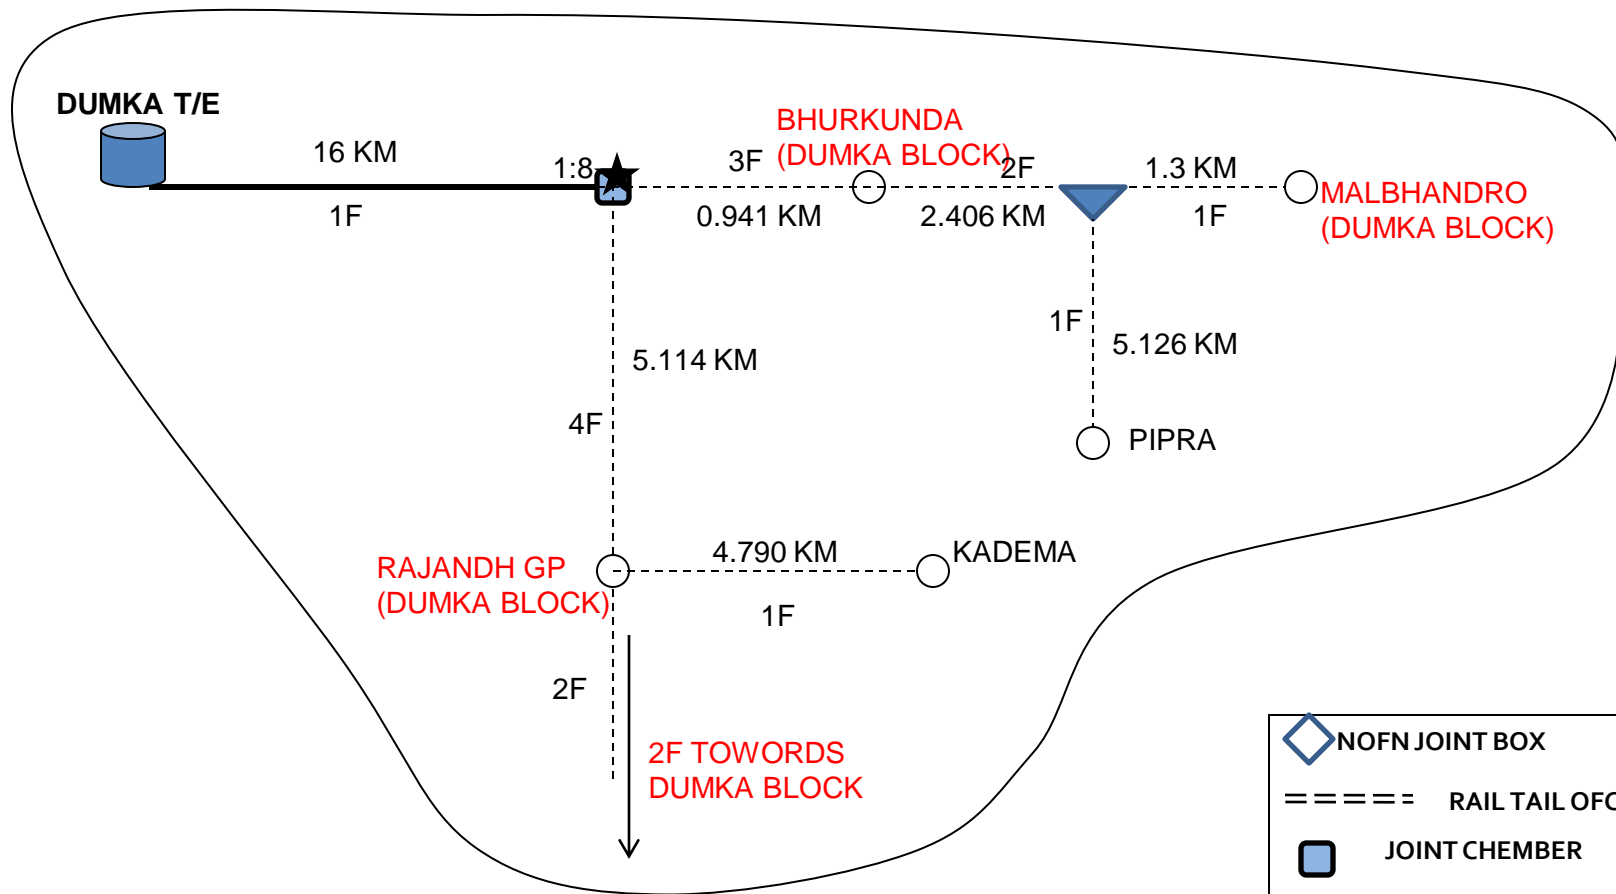 DUMKA T/E
16 KM
1F
1:8
3F
0.941 KM
BHURKUNDA
(DUMKA BLOCK)
2F
2.406 KM
1.3 KM
1F
MALBHANDRO
(DUMKA BLOCK)
1F
5.126 KM
PIPRA
5.114 KM
4F
RAJANDH GP
(DUMKA BLOCK)
4.790 KM
1F
KADEMA
2F
2F TOWORDS
DUMKA BLOCK
NOFN JOINT BOX
RAIL TAIL OFC
JOINT CHEMBER